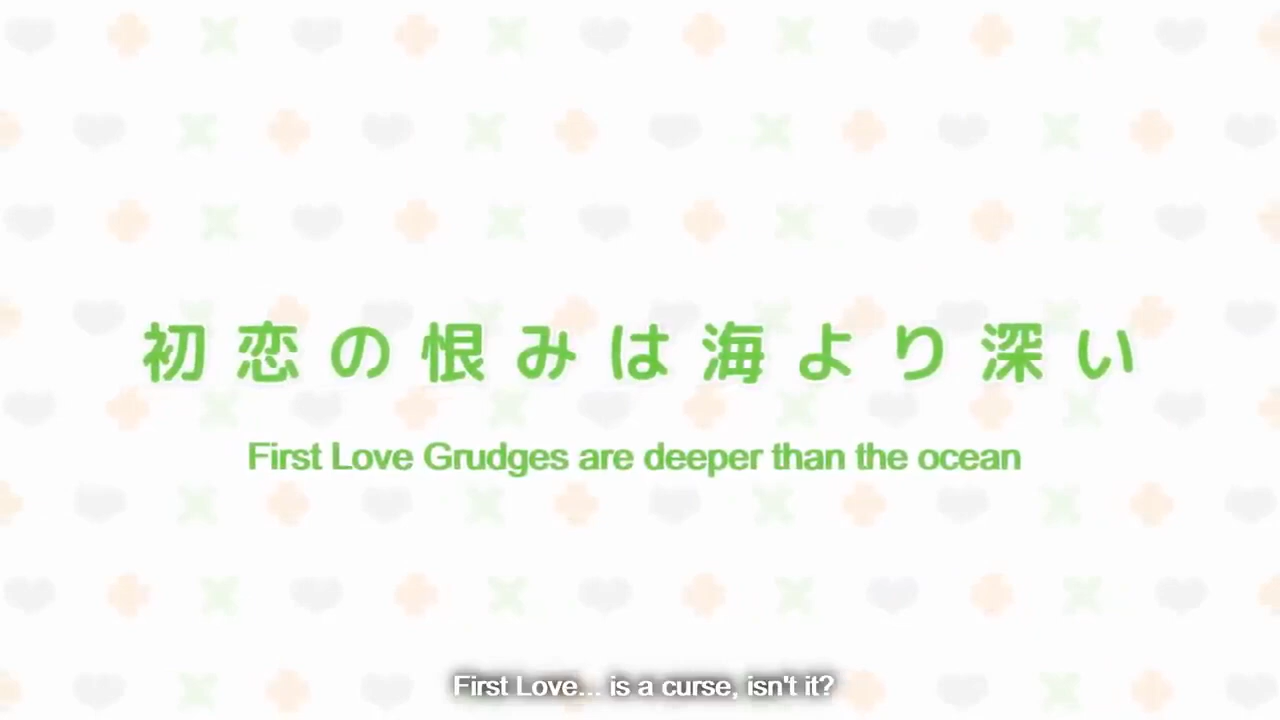 初恋の恨みは海より深い
First Love Grudges are deeper than the ocean
First Love... is a curse, isn't it?